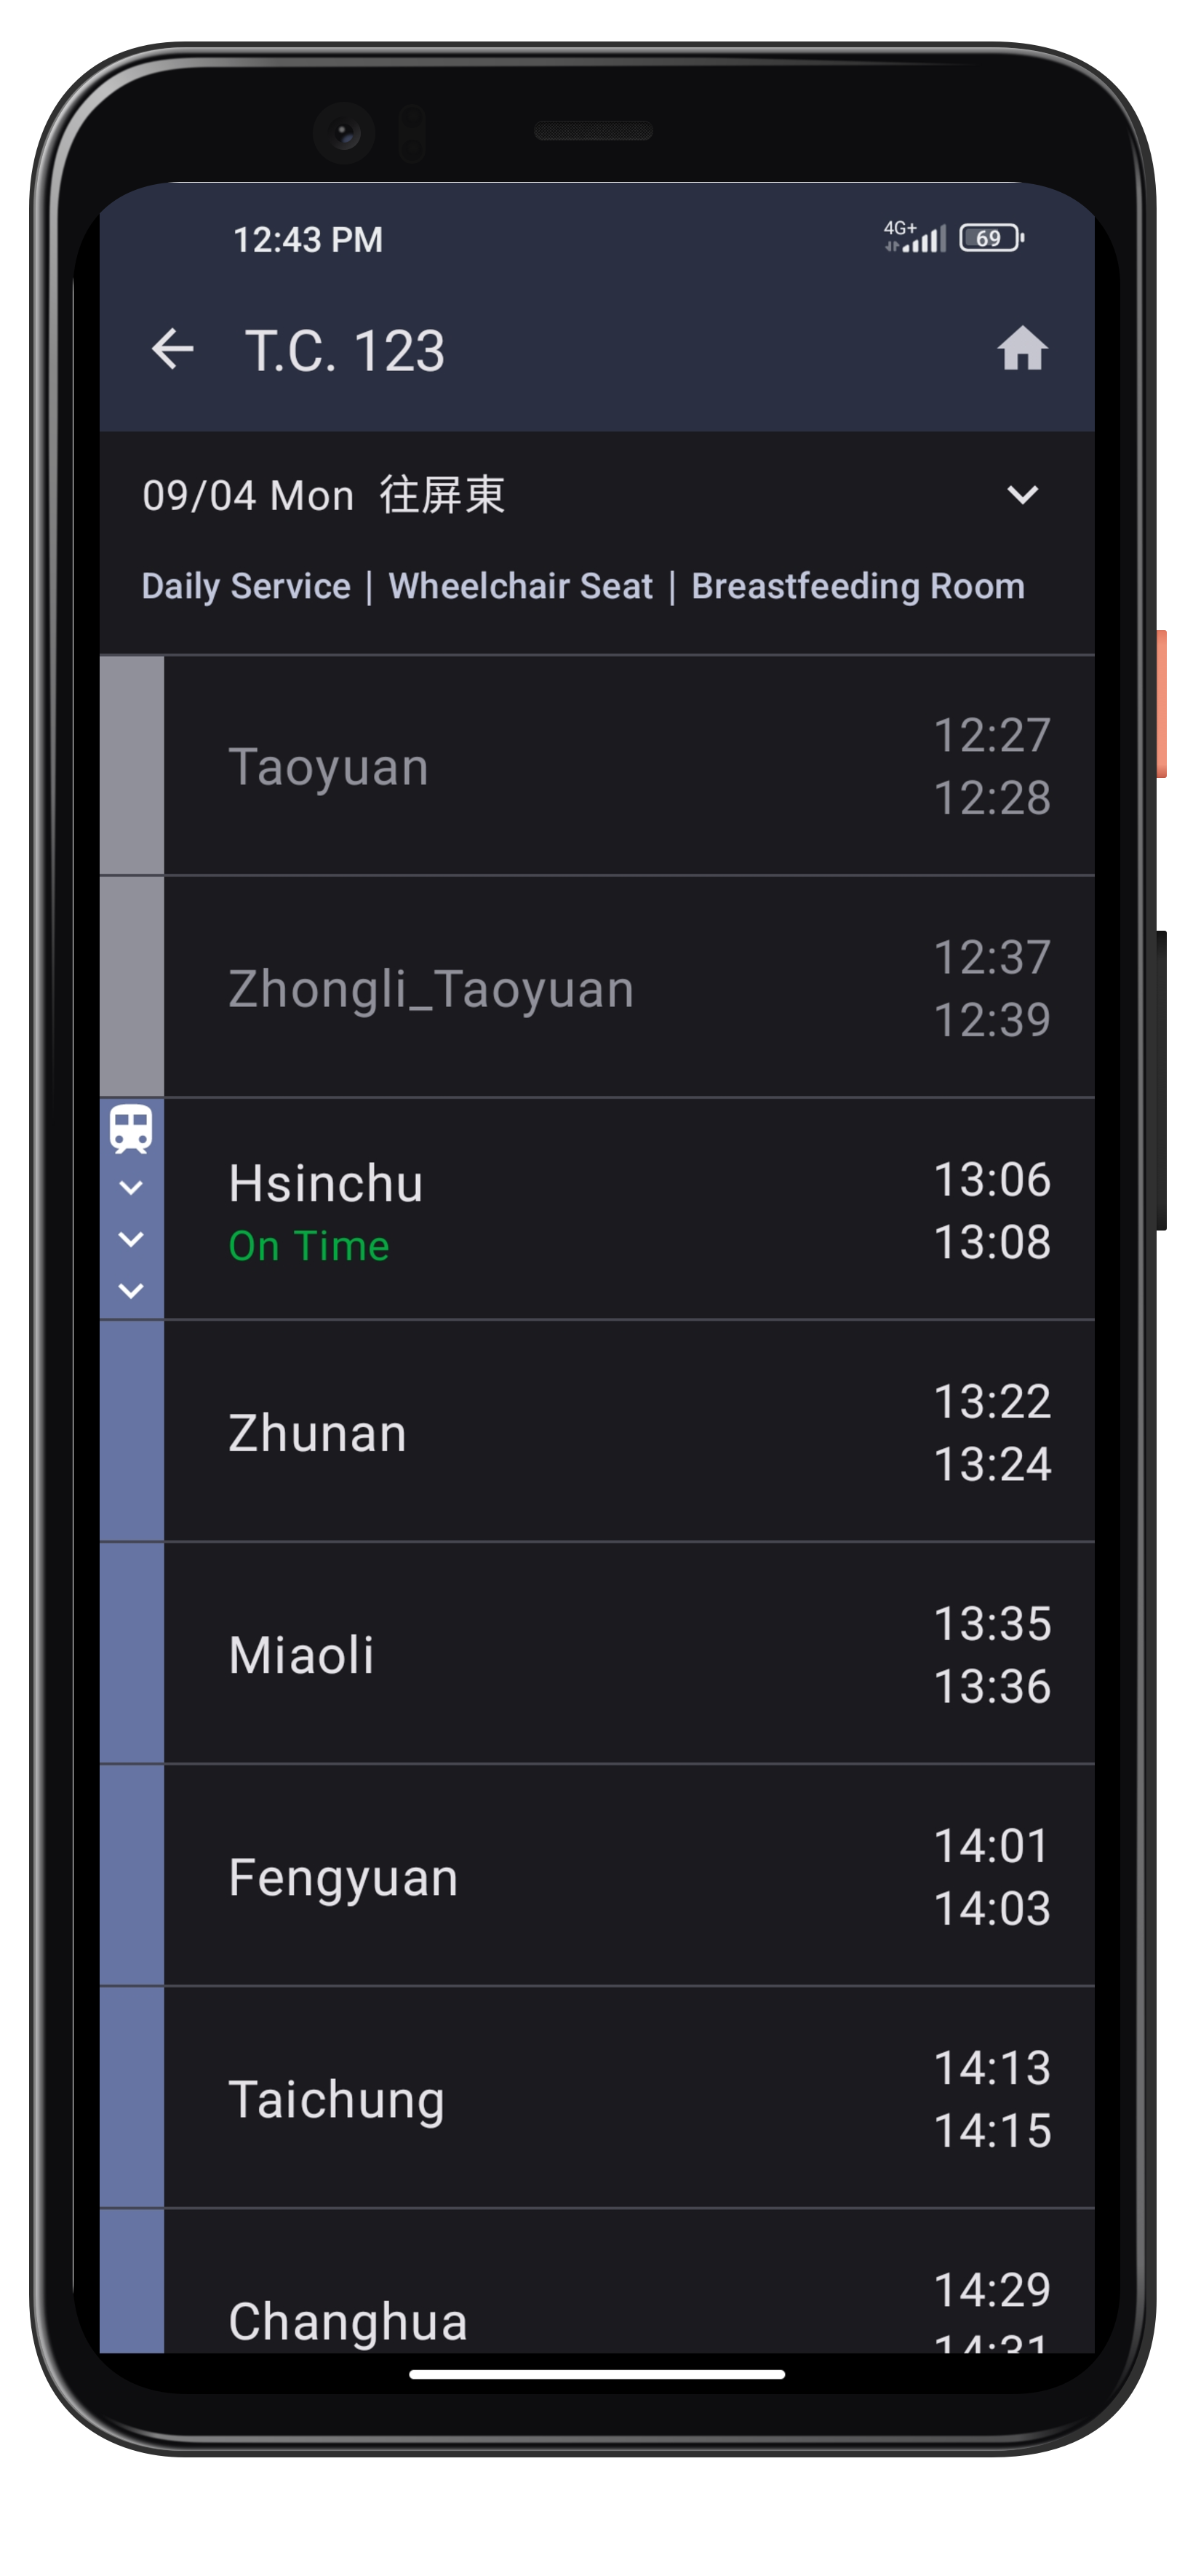 12:43 PM 4G+ 69
T.C. 123
09/04 Mon 往屏東
Daily Service | Wheelchair Seat | Breastfeeding Room
12:27
Taoyuan
12:28
12:37
Zhongli_Taoyuan
12:39
Hsinchu 13:06
On Time 13:08
13:22
Zhunan
13:24
13:35
Miaoli
13:36
14:01
Fengyuan
14:03
14:13
Taichung
14:15
14:29
Changhua
14:31